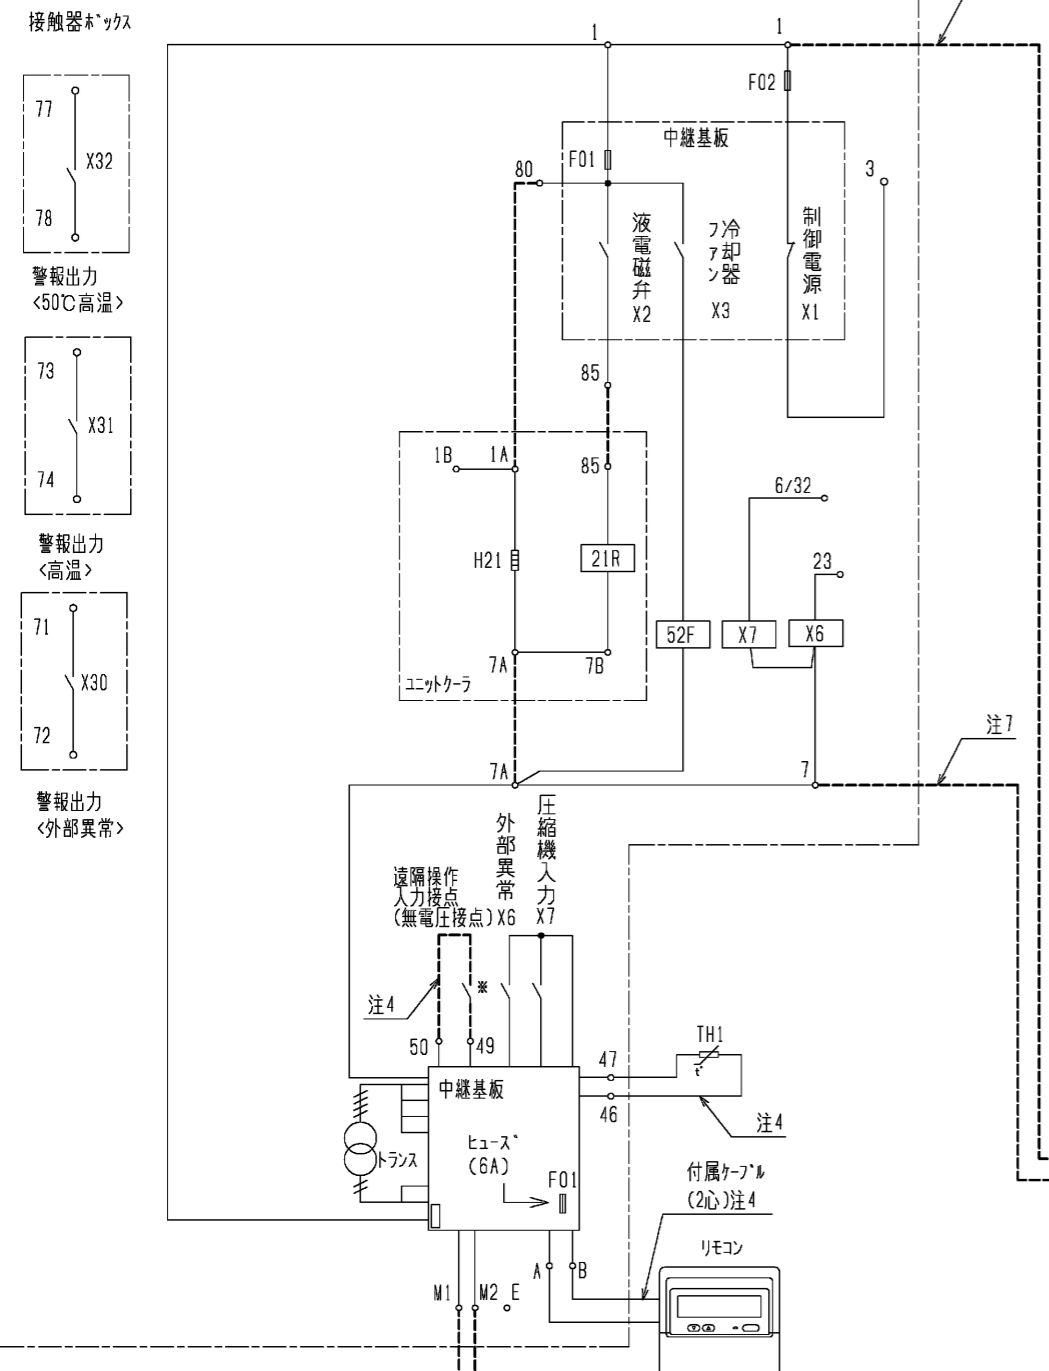 接触器ボックス
77
X32
78
警報出力
<50℃高温>
73
X31
74
警報出力
<高温>
71
X30
72
警報出力
<外部異常>
1
1
F02
中継基板
F01
80
3
液電磁弁
X2
冷却器
ファン
X3
制御電源
X1
85
1B
1A
85
6/32
H21
21R
23
52F
X7
X6
7A
7B
ユニットクーラ
注7
7A
7
外部異常
X6
圧縮機入力
X7
遠隔操作
入力接点
(無電圧接点)
※
注4
50
49
TH1
t°
47
46
注4
中継基板
ヒューズ
(6A)
F01
トランス
付属ケーブル
(2心)注4
リモコン
A
B
M1
M2
E